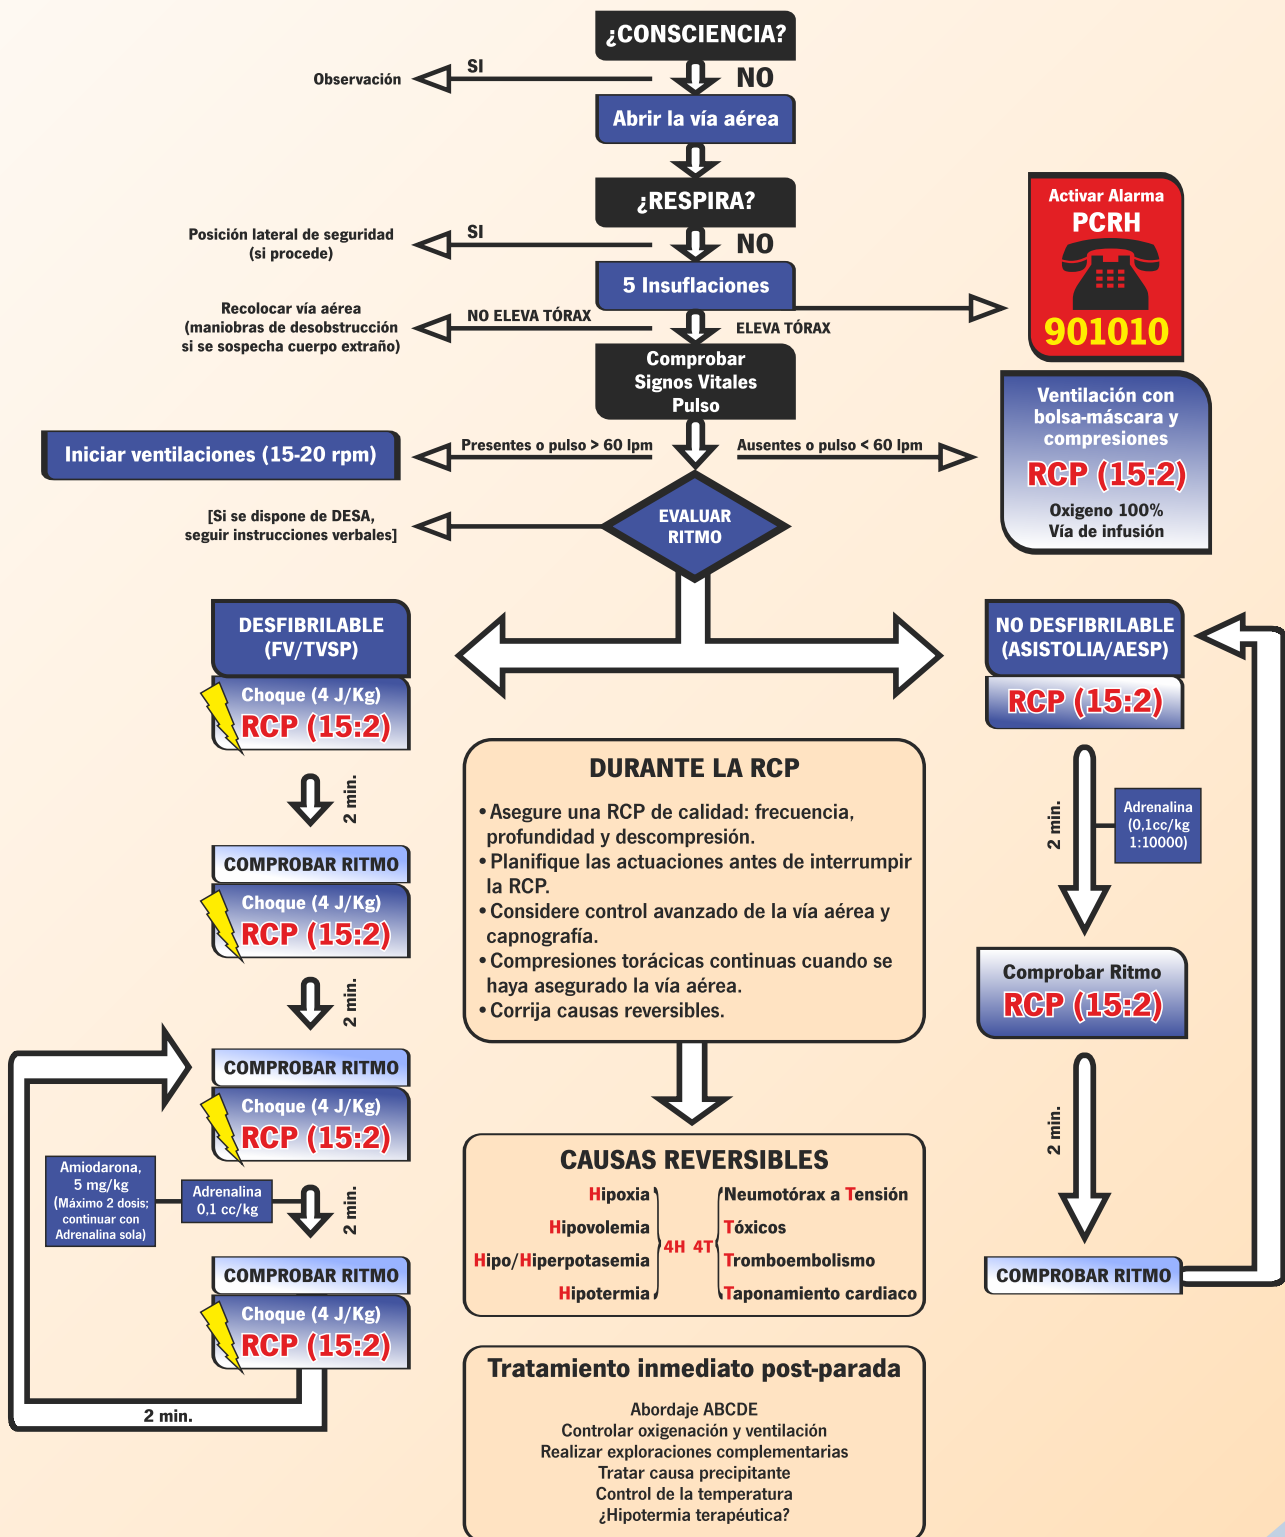 ¿CONSCIENCIA?
SI
NO
Observación
Abrir la vía aérea
¿RESPIRA?
SI
NO
Posición lateral de seguridad
(si procede)
5 Insuflaciones
Activar Alarma
PCRH
901010
NO ELEVA TÓRAX
ELEVA TÓRAX
Recolocar vía aérea
(maniobras de desobstrucción
si se sospecha cuerpo extraño)
Comprobar
Signos Vitales
Pulso
Presentes o pulso > 60 lpm
Ausentes o pulso < 60 lpm
Iniciar ventilaciones (15-20 rpm)
Ventilación con
bolsa-máscara y
compresiones
RCP (15:2)
Oxigeno 100%
Vía de infusión
EVALUAR
RITMO
[Si se dispone de DESA,
seguir instrucciones verbales]
DESFIBRILABLE
(FV/TVSP)
Choque (4 J/Kg)
RCP (15:2)
2 min.
COMPROBAR RITMO
Choque (4 J/Kg)
RCP (15:2)
2 min.
COMPROBAR RITMO
Choque (4 J/Kg)
RCP (15:2)
Amiodarona,
5 mg/kg
(Máximo 2 dosis;
continuar con
Adrenalina sola)
Adrenalina
0,1 cc/kg
2 min.
COMPROBAR RITMO
Choque (4 J/Kg)
RCP (15:2)
2 min.
DURANTE LA RCP
• Asegure una RCP de calidad: frecuencia,
profundidad y descompresión.
• Planifique las actuaciones antes de interrumpir
la RCP.
• Considere control avanzado de la vía aérea y
capnografía.
• Compresiones torácicas continuas cuando se
haya asegurado la vía aérea.
• Corrija causas reversibles.
CAUSAS REVERSIBLES
Hipoxia
Hipovolemia
Hipo/Hiperpotasemia
Hipotermia
4H 4T
Neumotórax a Tensión
Tóxicos
Tromboembolismo
Taponamiento cardiaco
Tratamiento inmediato post-parada
Abordaje ABCDE
Controlar oxigenación y ventilación
Realizar exploraciones complementarias
Tratar causa precipitante
Control de la temperatura
¿Hipotermia terapéutica?
NO DESFIBRILABLE
(ASISTOLIA/AESP)
RCP (15:2)
2 min.
Adrenalina
(0,1cc/kg
1:10000)
Comprobar Ritmo
RCP (15:2)
2 min.
COMPROBAR RITMO